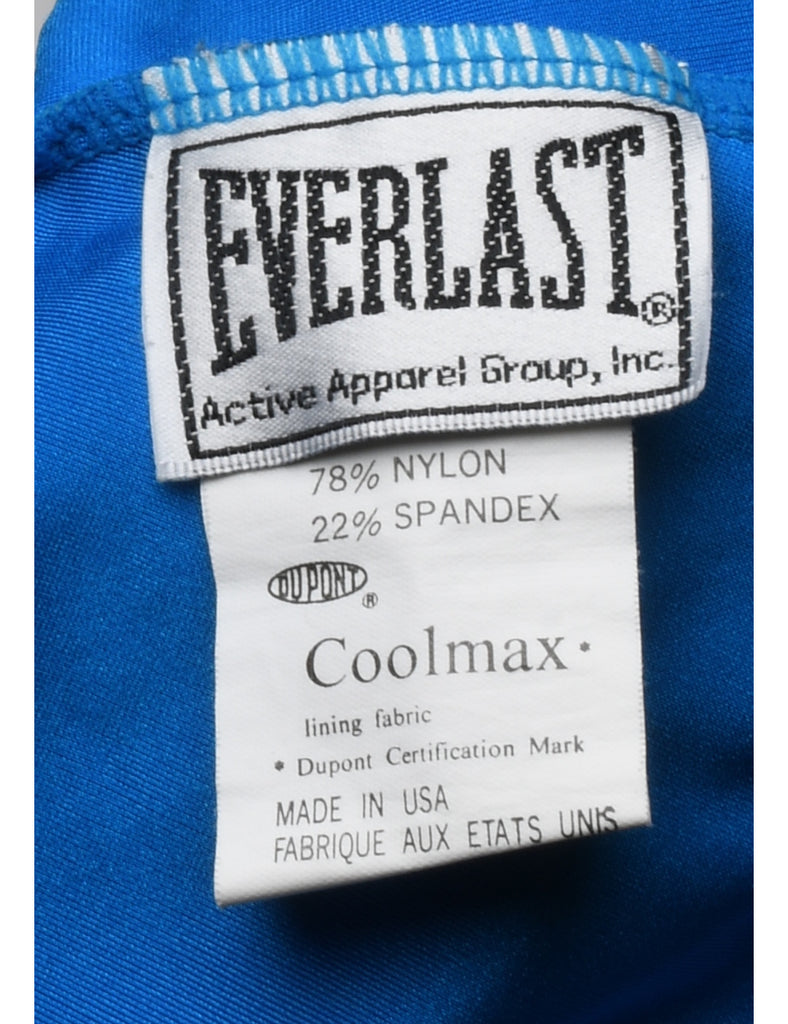 EVERLAST®
Active Apparel Group, Inc.
78% NYLON
22% SPANDEX
DUPONT®
Coolmax*
lining fabric
* Dupont Certification Mark
MADE IN USA
FABRIQUE AUX ETATS UNIS